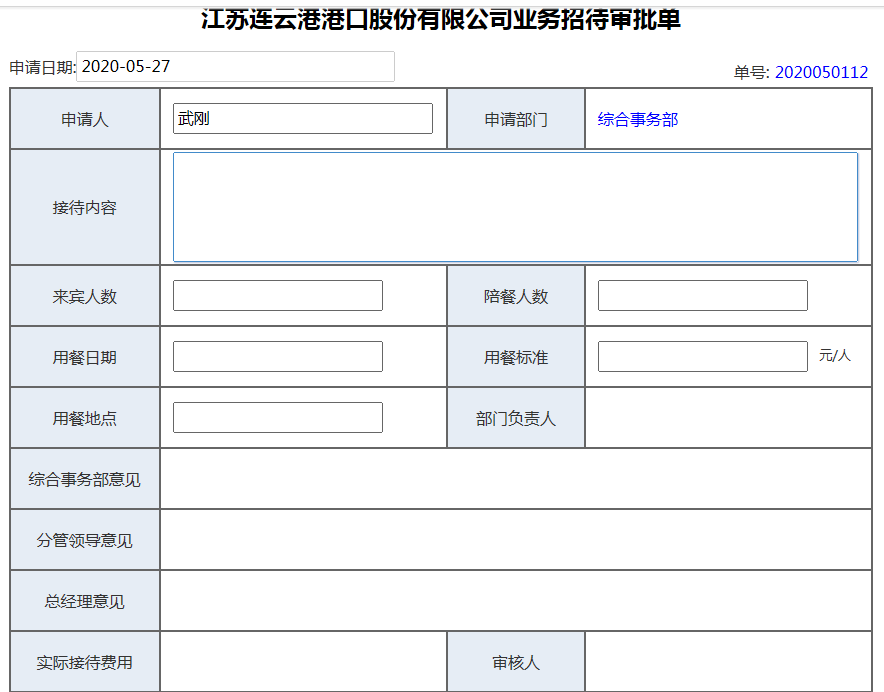 江苏连云港港口股份有限公司业务招待审批单
申请日期: 2020-05-27
单号: 2020050112
申请人 武刚 申请部门 综合事务部
接待内容
来宾人数 陪餐人数
用餐日期 用餐标准 元/人
用餐地点 部门负责人
综合事务部意见
分管领导意见
总经理意见
实际接待费用 审核人